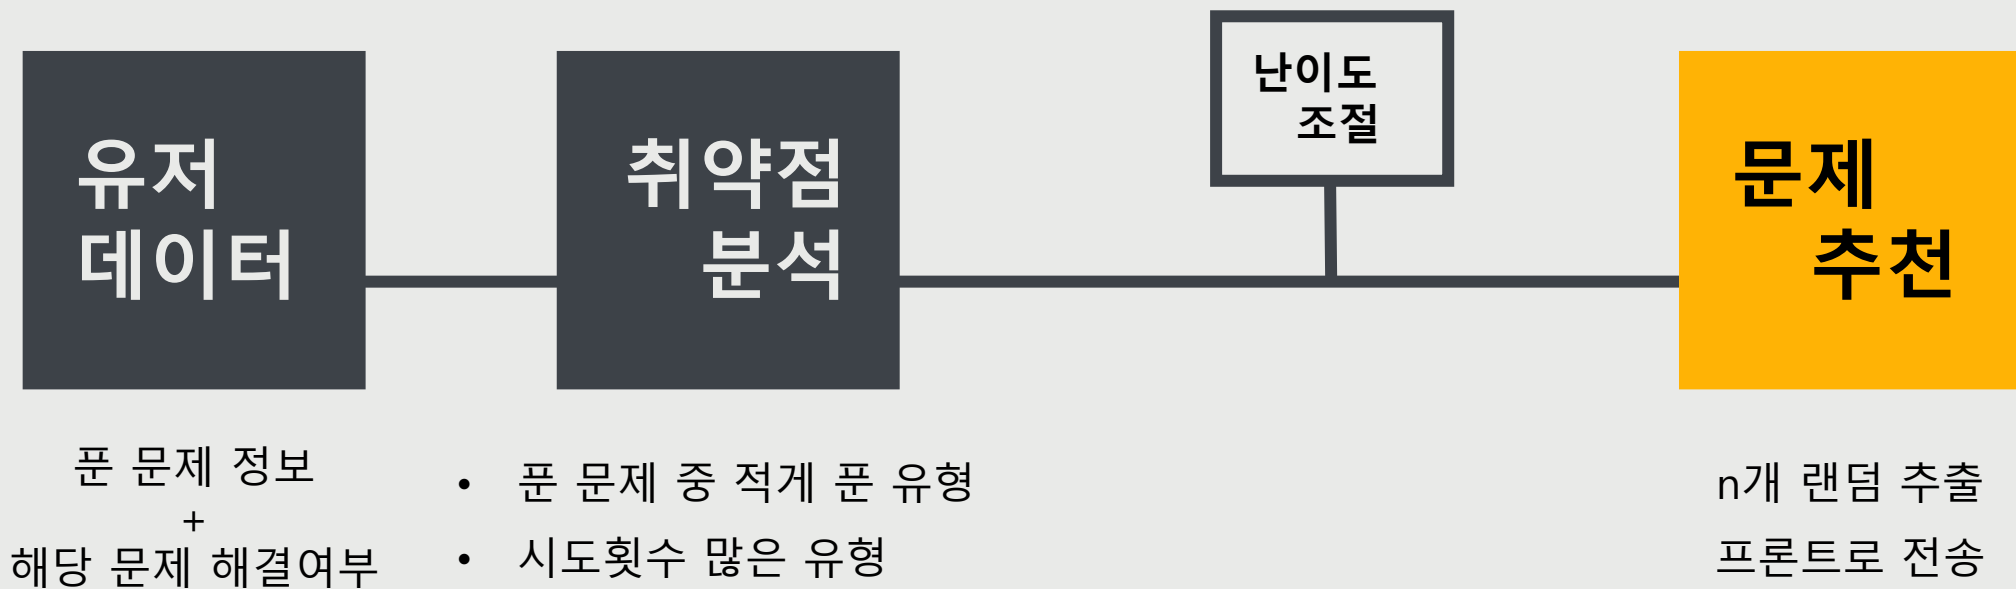 유저
데이터
취약점
분석
난이도
조절
문제
추천
푼 문제 정보
+
해당 문제 해결여부
• 푼 문제 중 적게 푼 유형
• 시도횟수 많은 유형
n개 랜덤 추출
프론트로 전송